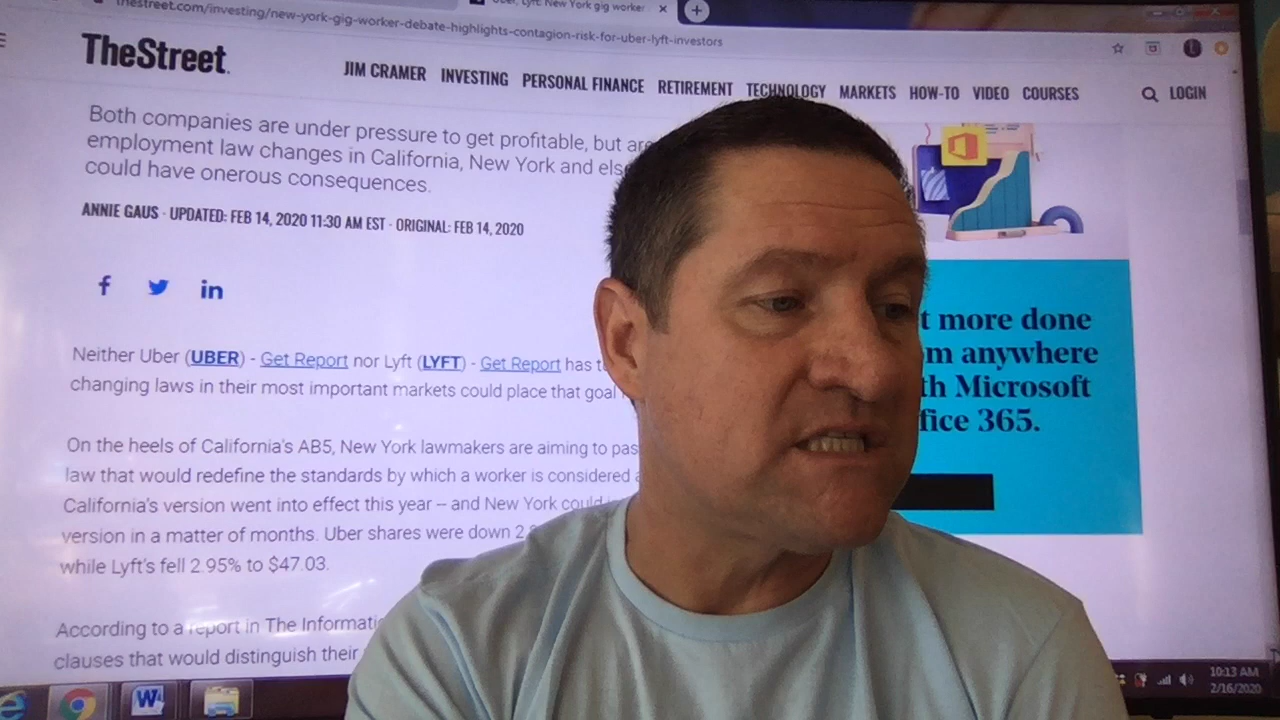 thestreet.com/investing/new-york-gig-worker-debate-highlights-contagion-risk-for-uber-lyft-investors
Uber, Lyft: New York gig worker
TheStreet
JIM CRAMER INVESTING PERSONAL FINANCE RETIREMENT TECHNOLOGY MARKETS HOW-TO VIDEO COURSES LOGIN
Both companies are under pressure to get profitable, but
employment law changes in California, New York and
could have onerous consequences.
ANNIE GAUS · UPDATED: FEB 14, 2020 11:30 AM EST · ORIGINAL: FEB 14, 2020
f in
Neither Uber (UBER) - Get Report nor Lyft (LYFT) - Get Report has
changing laws in their most important markets could place that goal
On the heels of California's AB5, New York lawmakers are aiming to
law that would redefine the standards by which a worker is considered
California's version went into effect this year – and New York could
version in a matter of months. Uber shares were down
while Lyft's fell 2.95% to $47.03.
According to a report in The
clauses that would distinguish their
more done
anywhere
Microsoft
365.
W
10:13 AM
2/16/2020